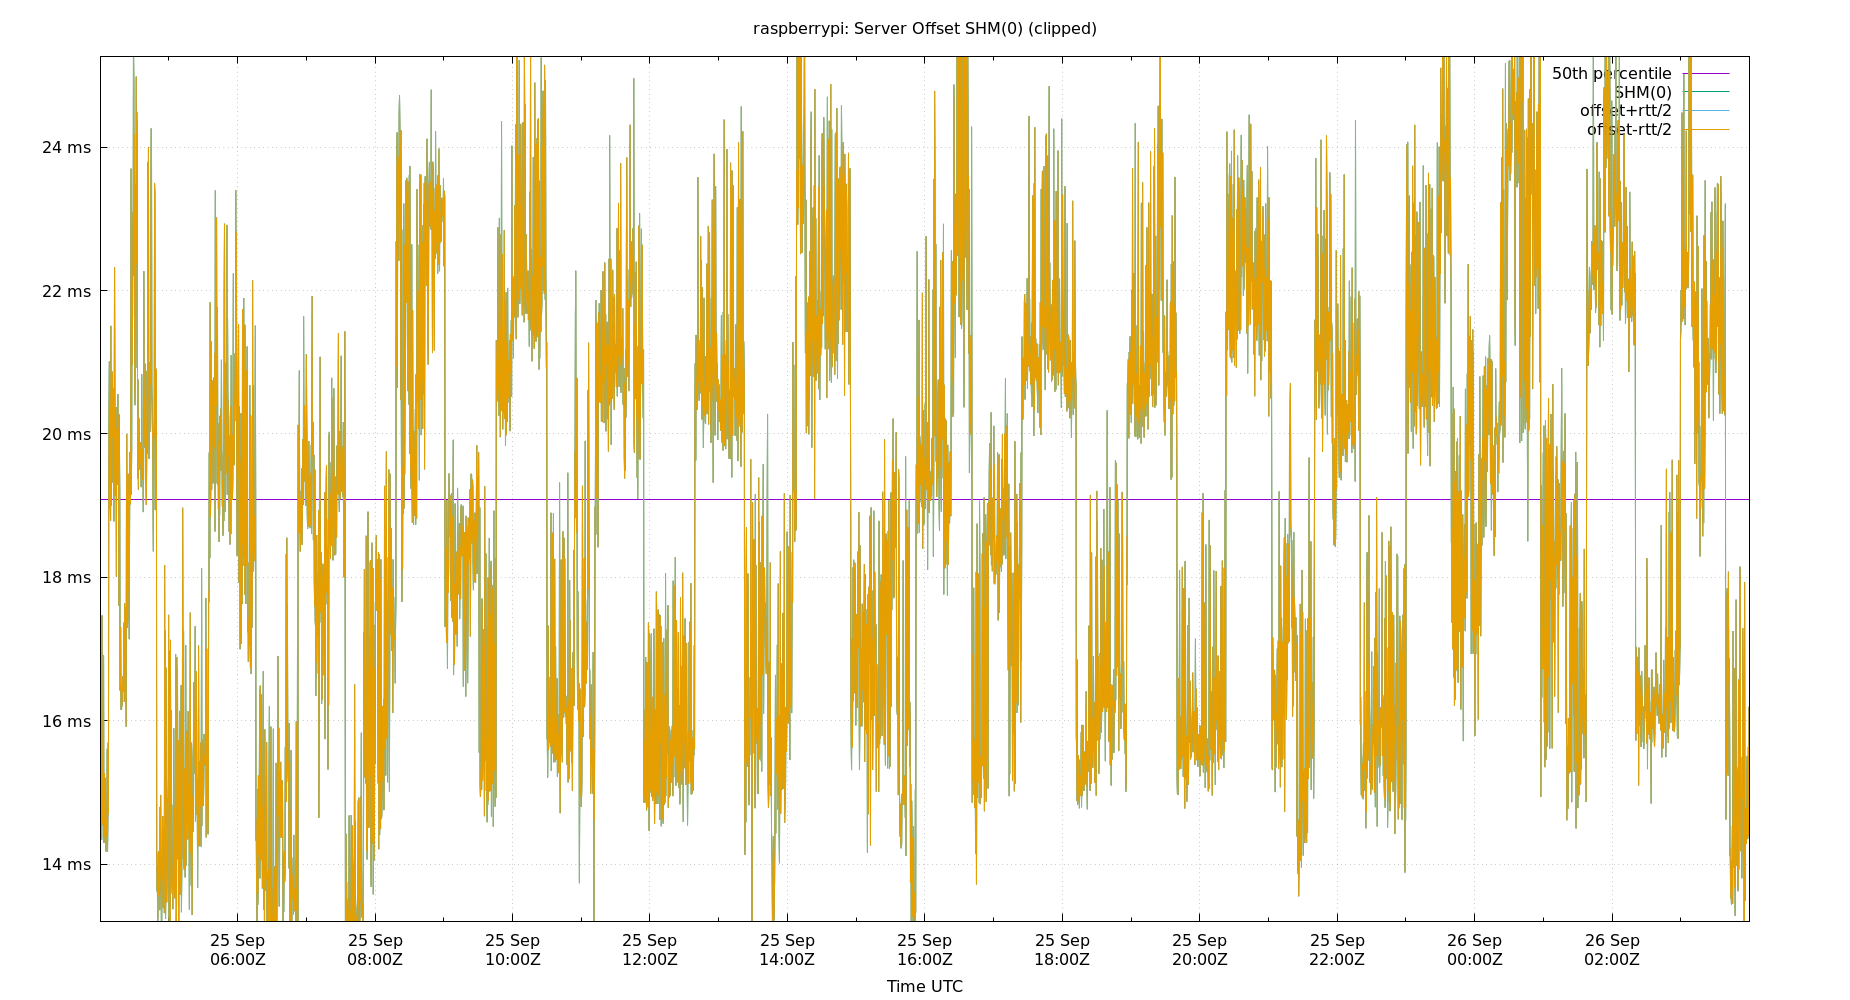 raspberrypi: Server Offset SHM(0) (clipped)
50th percentile
SHM(0)
offset+rtt/2
offset-rtt/2
24 ms
22 ms
20 ms
18 ms
16 ms
14 ms
25 Sep 25 Sep 25 Sep 25 Sep 25 Sep 25 Sep 25 Sep 25 Sep 25 Sep 26 Sep 26 Sep
06:00Z 08:00Z 10:00Z 12:00Z 14:00Z 16:00Z 18:00Z 20:00Z 22:00Z 00:00Z 02:00Z
Time UTC